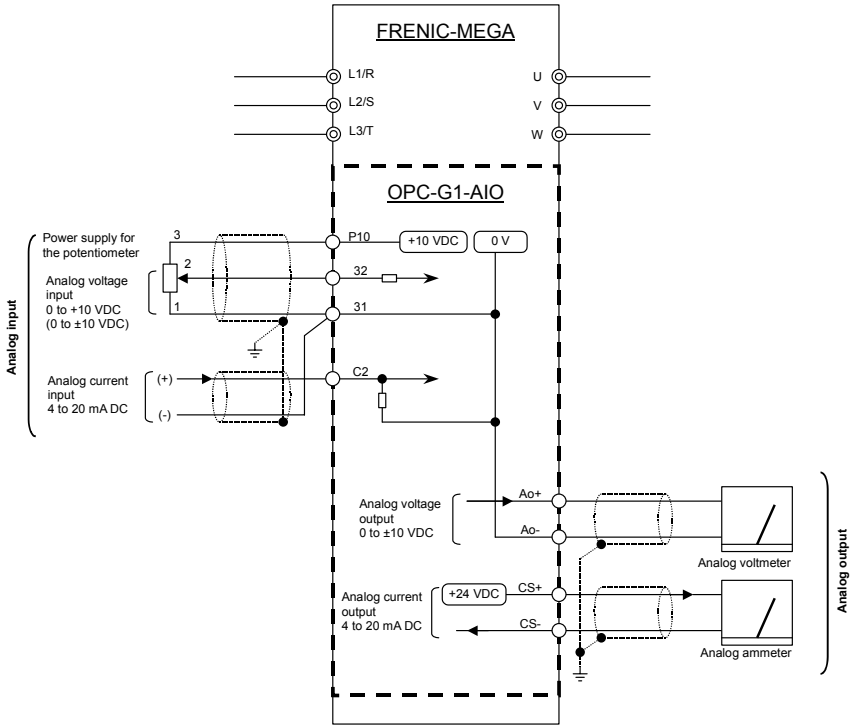 FRENIC-MEGA
L1/R
U
L2/S
V
L3/T
W
OPC-G1-AIO
Analog input
Power supply for
the potentiometer
3
P10
+10 VDC
0 V
2
32
Analog voltage
input
0 to +10 VDC
(0 to ±10 VDC)
1
31
Analog current
input
4 to 20 mA DC
(+)
C2
(-)
Analog voltage
output
0 to ±10 VDC
Ao+
Ao-
Analog voltmeter
Analog current
output
4 to 20 mA DC
+24 VDC
CS+
CS-
Analog ammeter
Analog output